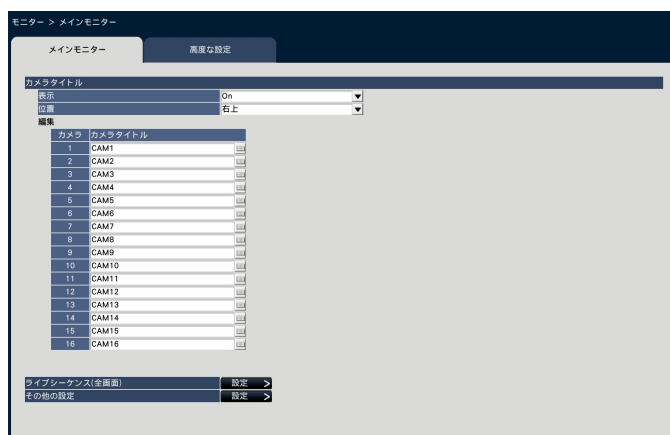 モニター > メインモニター
メインモニター 高度な設定
カメラタイトル
表示 On
位置 右上
編集
カメラ カメラタイトル
1 CAM1
2 CAM2
3 CAM3
4 CAM4
5 CAM5
6 CAM6
7 CAM7
8 CAM8
9 CAM9
10 CAM10
11 CAM11
12 CAM12
13 CAM13
14 CAM14
15 CAM15
16 CAM16
ライブシーケンス(全画面) 設定 >
その他の設定 設定 >